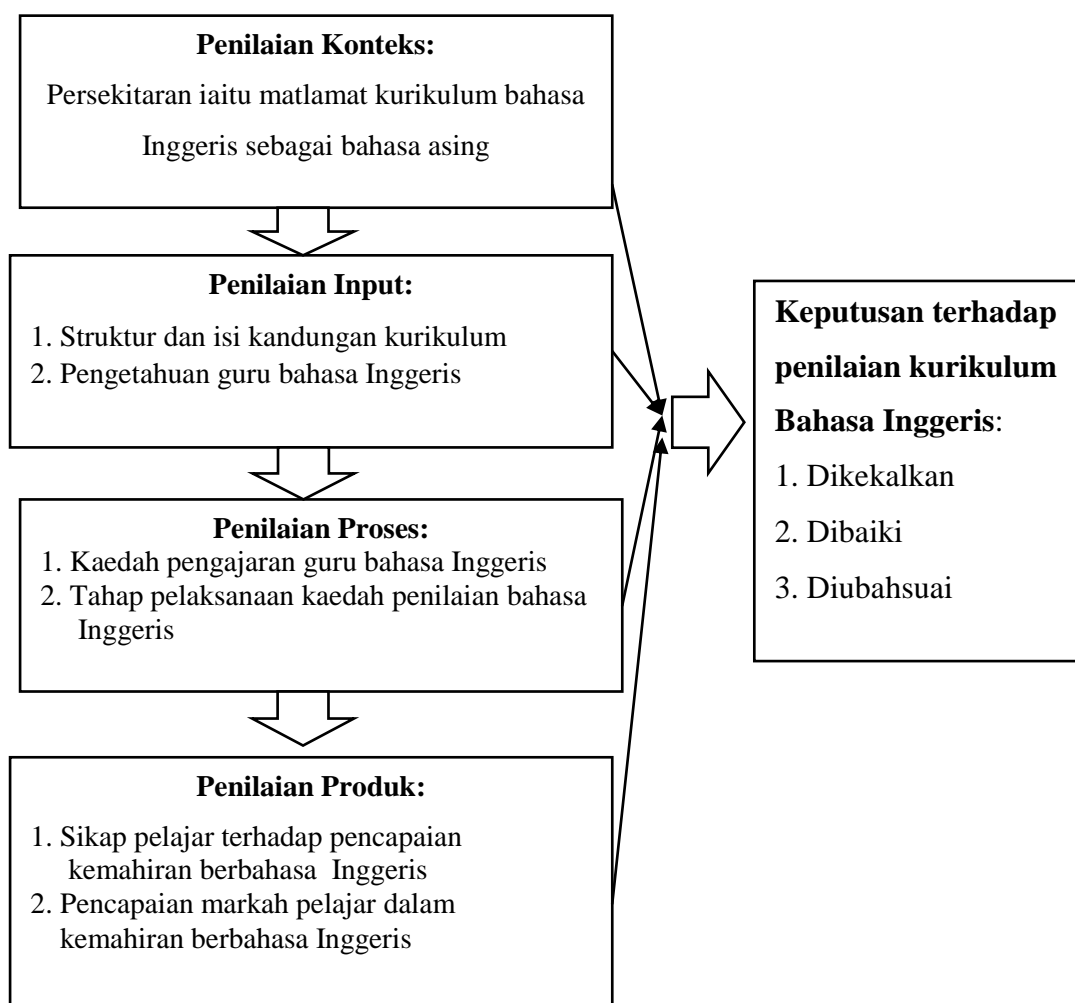 Penilaian Konteks:
Persekitaran iaitu matlamat kurikulum bahasa
Inggeris sebagai bahasa asing
Penilaian Input:
1. Struktur dan isi kandungan kurikulum
2. Pengetahuan guru bahasa Inggeris
Penilaian Proses:
1. Kaedah pengajaran guru bahasa Inggeris
2. Tahap pelaksanaan kaedah penilaian bahasa
Inggeris
Penilaian Produk:
1. Sikap pelajar terhadap pencapaian
kemahiran berbahasa Inggeris
2. Pencapaian markah pelajar dalam
kemahiran berbahasa Inggeris
Keputusan terhadap
penilaian kurikulum
Bahasa Inggeris:
1. Dikekalkan
2. Dibaiki
3. Diubahsuai